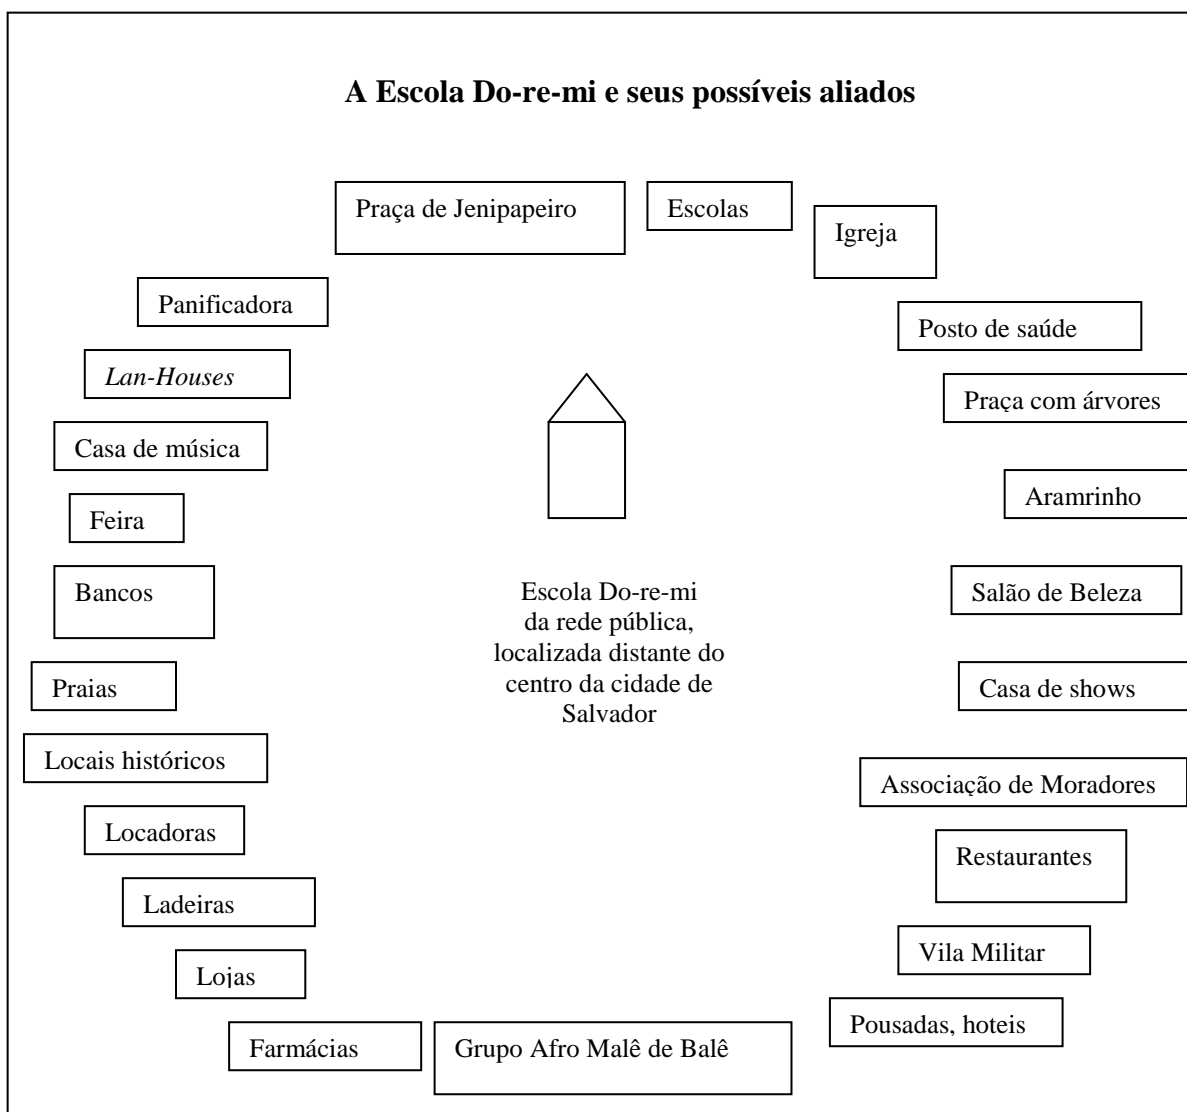 A Escola Do-re-mi e seus possíveis aliados
Praça de Jenipapeiro
Escolas
Igreja
Panificadora
Posto de saúde
Lan-Houses
Praça com árvores
Casa de música
Aramrinho
Feira
Bancos
Escola Do-re-mi
da rede pública,
localizada distante do
centro da cidade de
Salvador
Salão de Beleza
Praias
Casa de shows
Locais históricos
Associação de Moradores
Locadoras
Restaurantes
Ladeiras
Vila Militar
Lojas
Pousadas, hoteis
Farmácias
Grupo Afro Malê de Balê